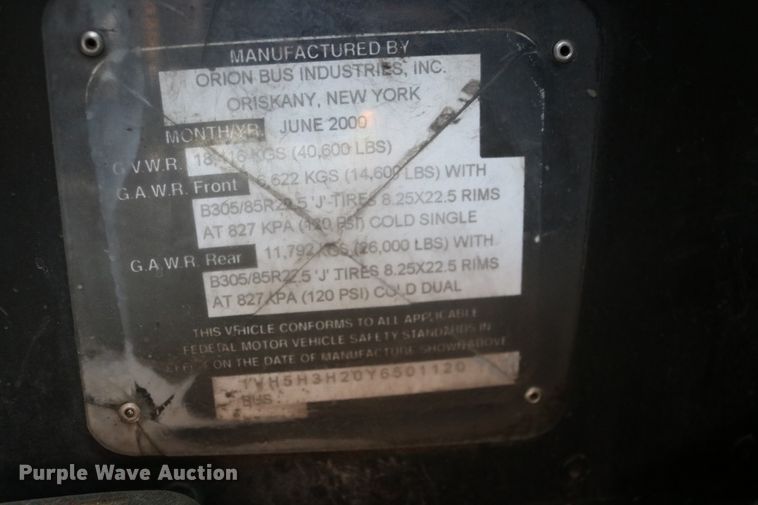 MANUFACTURED BY
ORION BUS INDUSTRIES, INC.
ORISKANY, NEW YORK
MONTH/YR. JUNE 2000
G.V.W.R. 18,416 KGS (40,600 LBS)
G.A.W.R. Front 6,622 KGS (14,600 LBS) WITH
B305/85R22.5 'J' TIRES 8.25X22.5 RIMS
AT 827 KPA (120 PSI) COLD SINGLE
G.A.W.R. Rear 11,792 KGS (26,000 LBS) WITH
B305/85R22.5 'J' TIRES 8.25X22.5 RIMS
AT 827 KPA (120 PSI) COLD DUAL
THIS VEHICLE CONFORMS TO ALL APPLICABLE
FEDERAL MOTOR VEHICLE SAFETY STANDARDS IN
EFFECT ON THE DATE OF MANUFACTURE SHOWN ABOVE
1VH5H3H20Y6501120
BUS
Purple Wave Auction